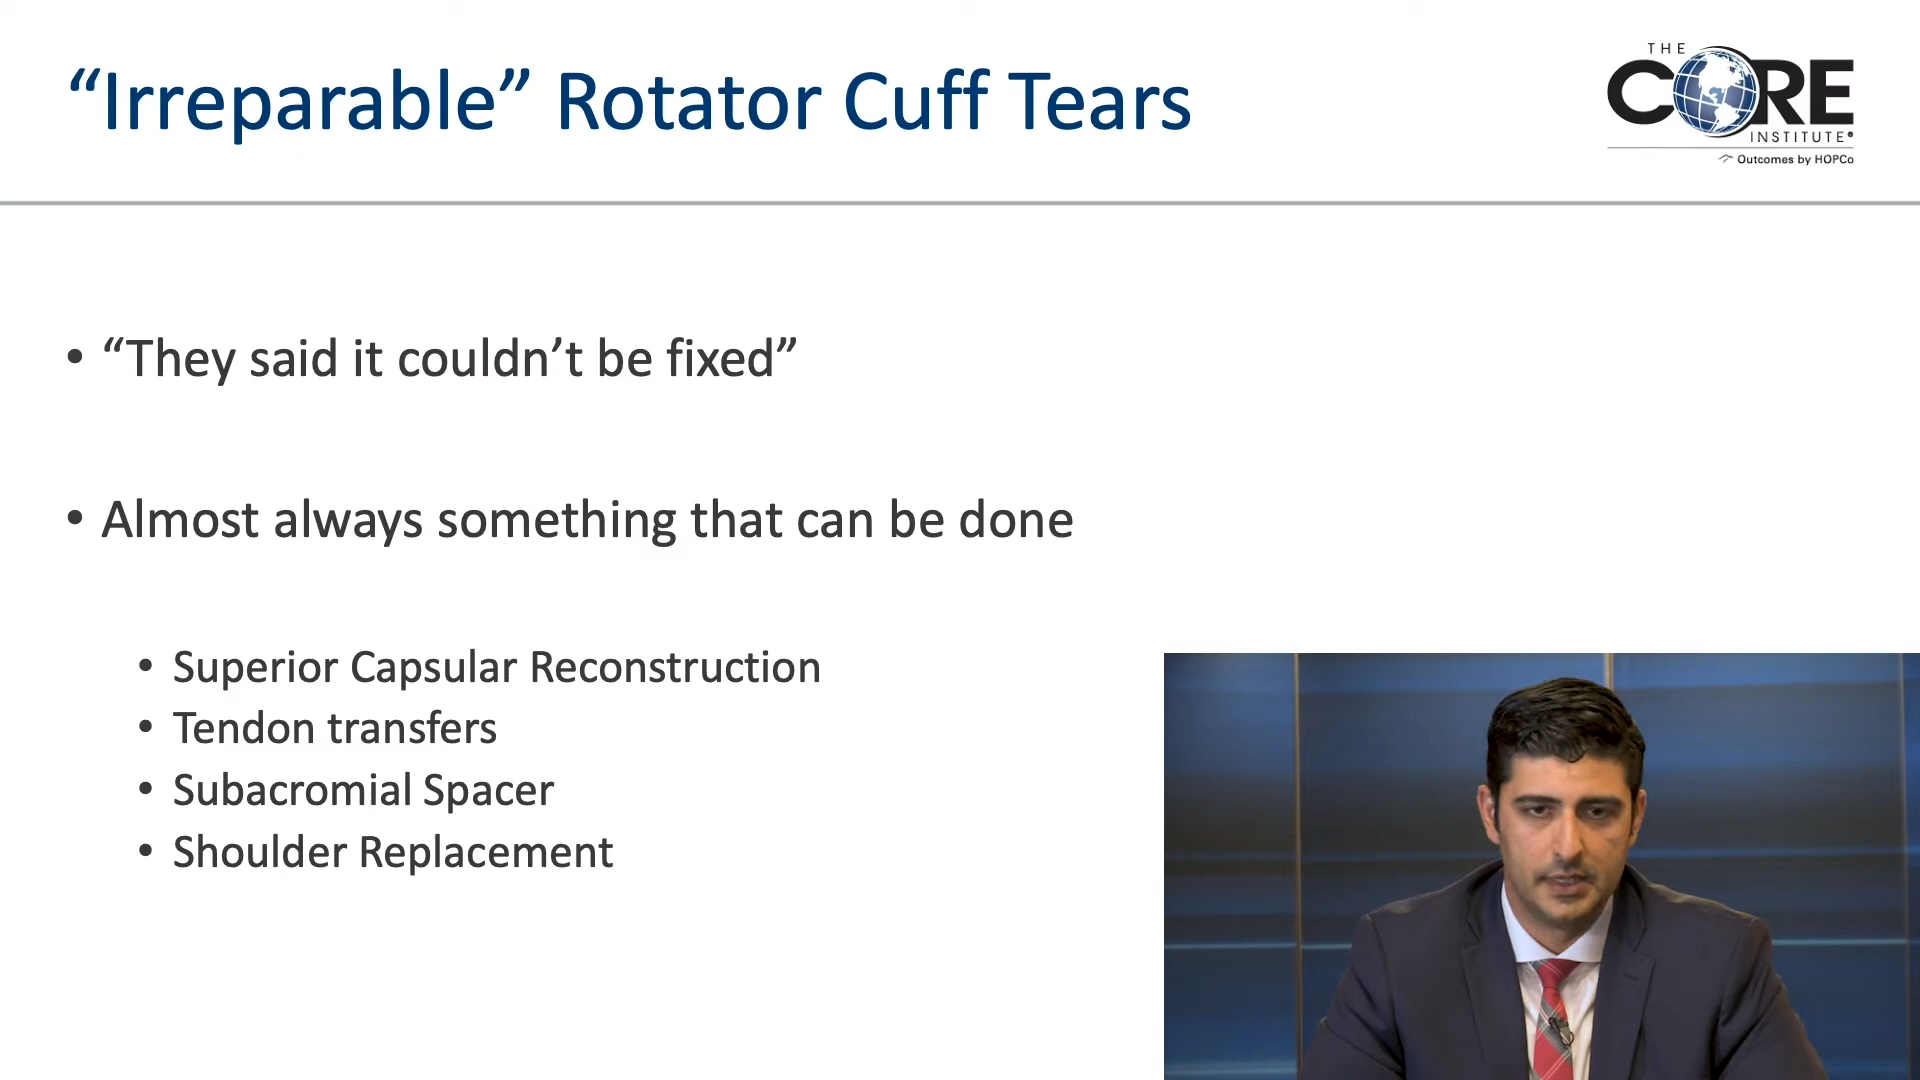 “Irreparable” Rotator Cuff Tears
THE
CORE
INSTITUTE®
Outcomes by HOPCo
• “They said it couldn’t be fixed”
• Almost always something that can be done
• Superior Capsular Reconstruction
• Tendon transfers
• Subacromial Spacer
• Shoulder Replacement